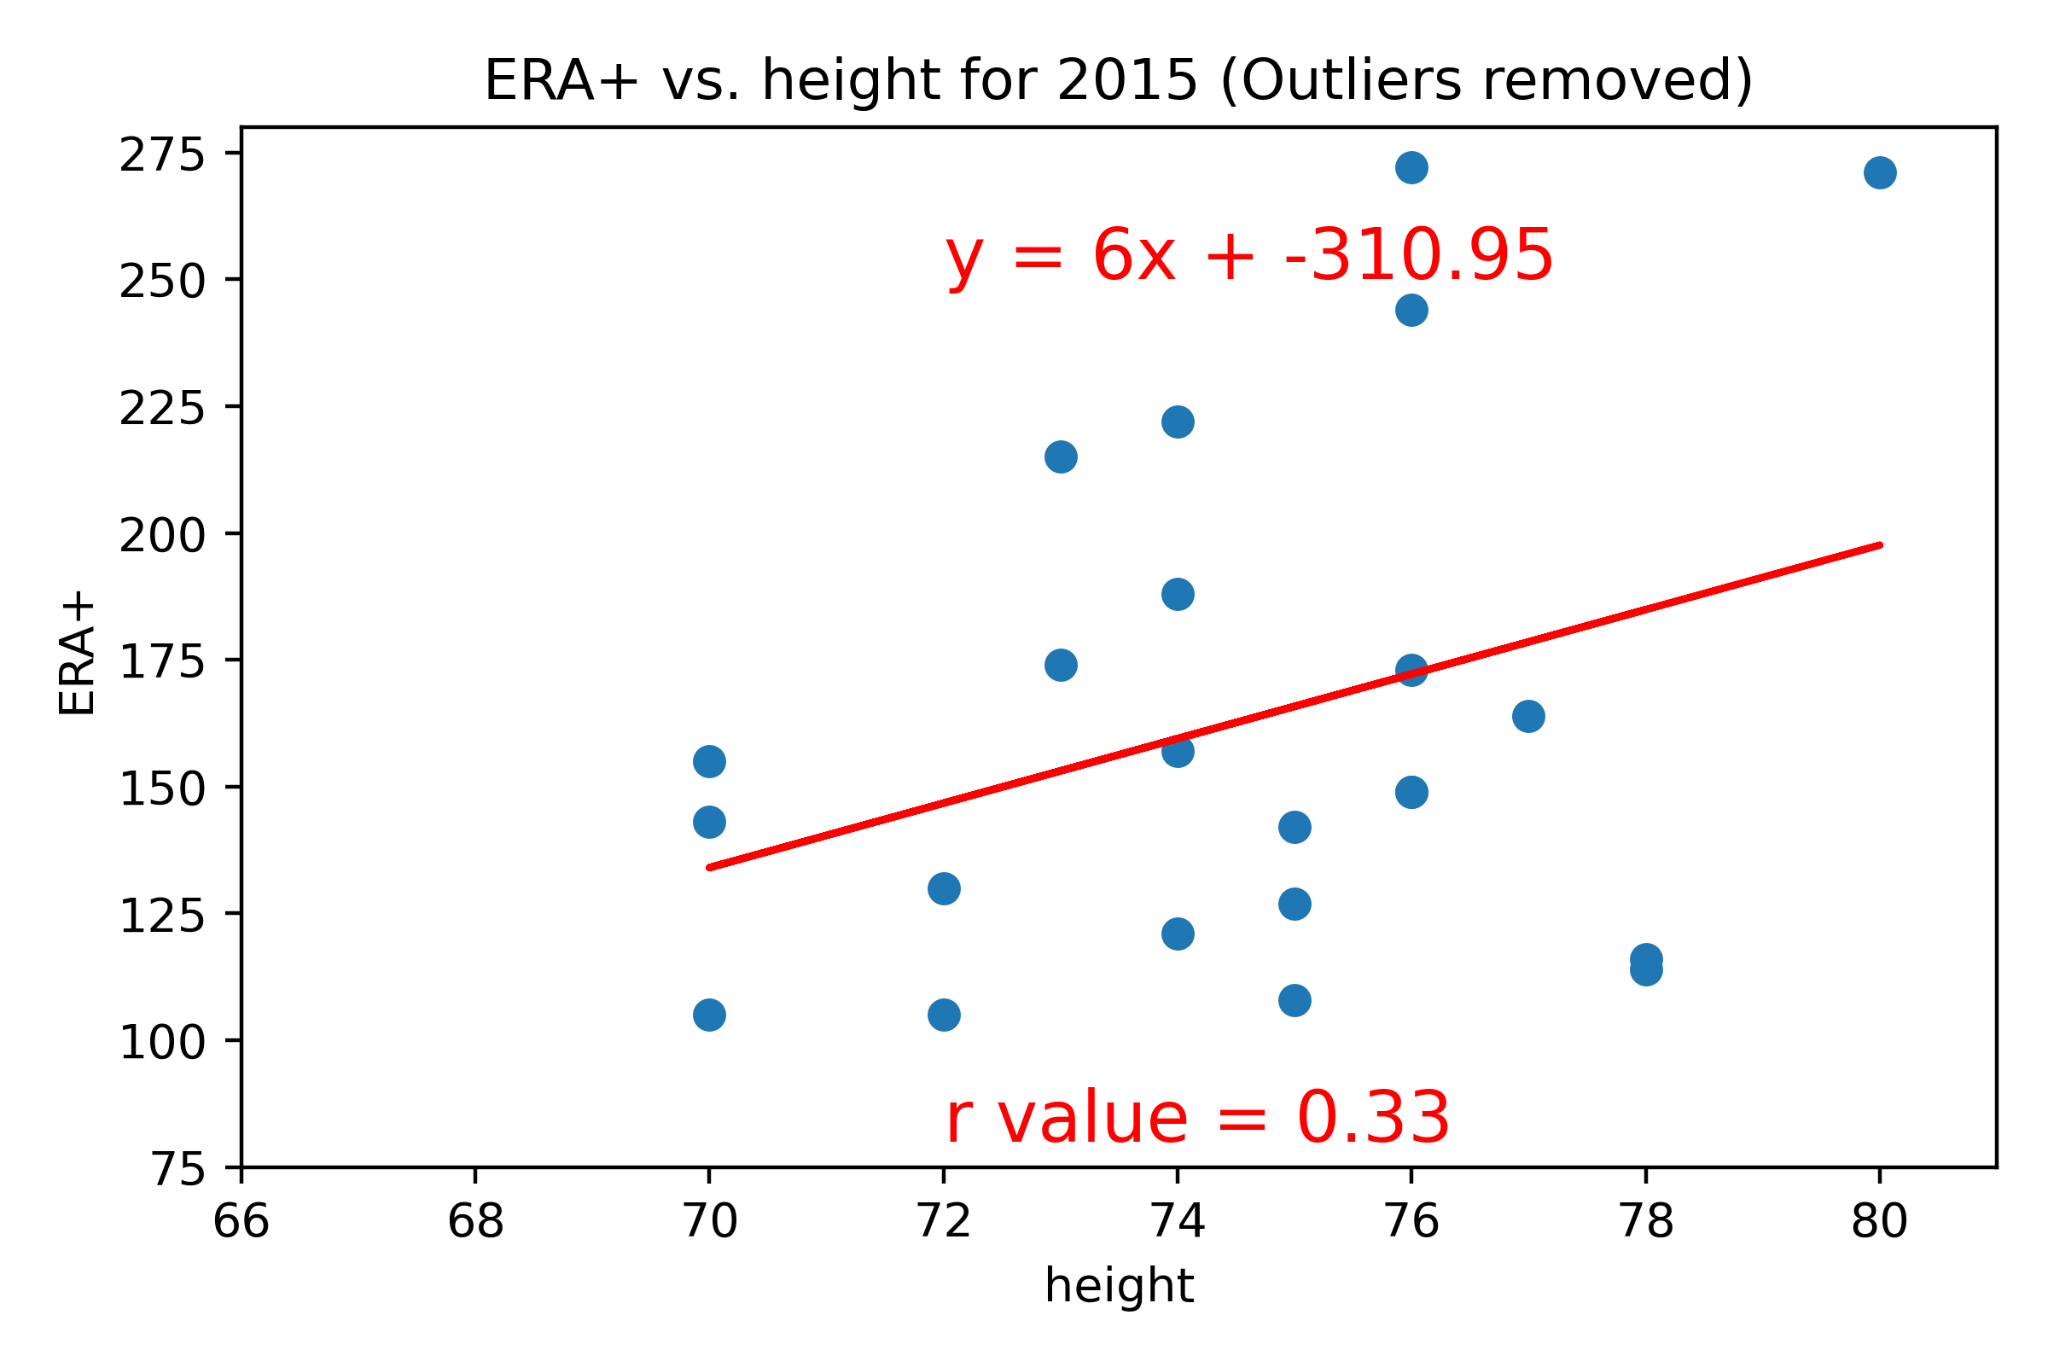 ERA+ vs. height for 2015 (Outliers removed)
275
250
225
200
175
150
125
100
75
ERA+
y = 6x + -310.95
r value = 0.33
66 68 70 72 74 76 78 80
height